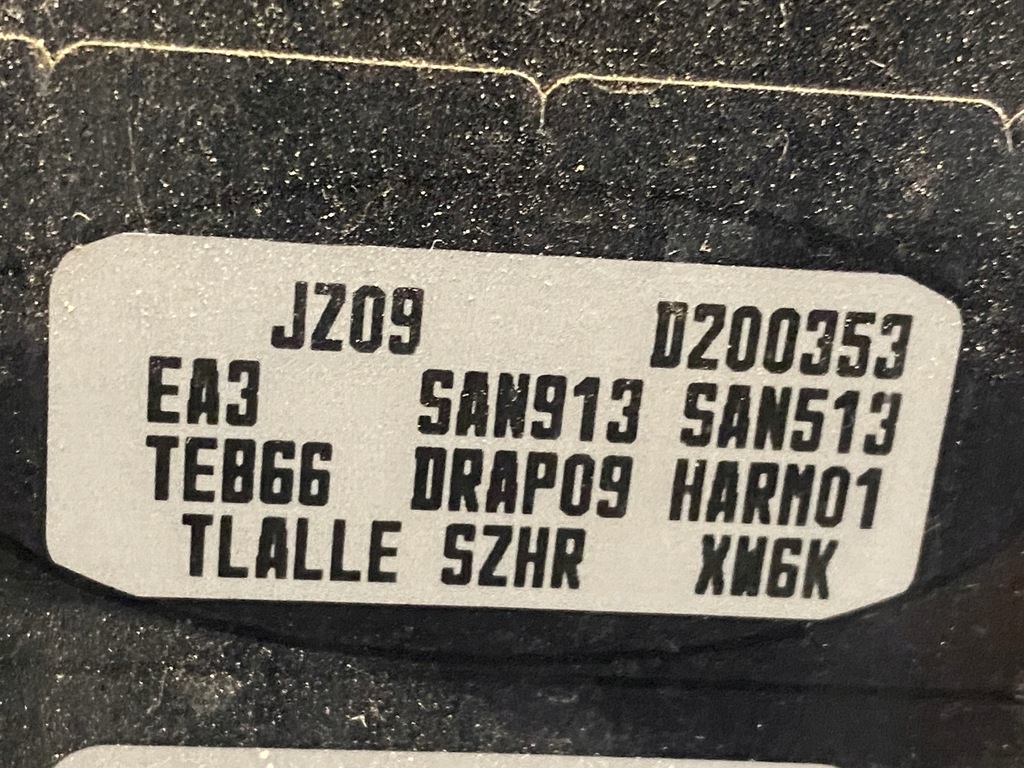 JZ09 D200353
EA3 SAN913 SAN513
TEB66 DRAP09 HARM01
TLALLE SZHR XW6K